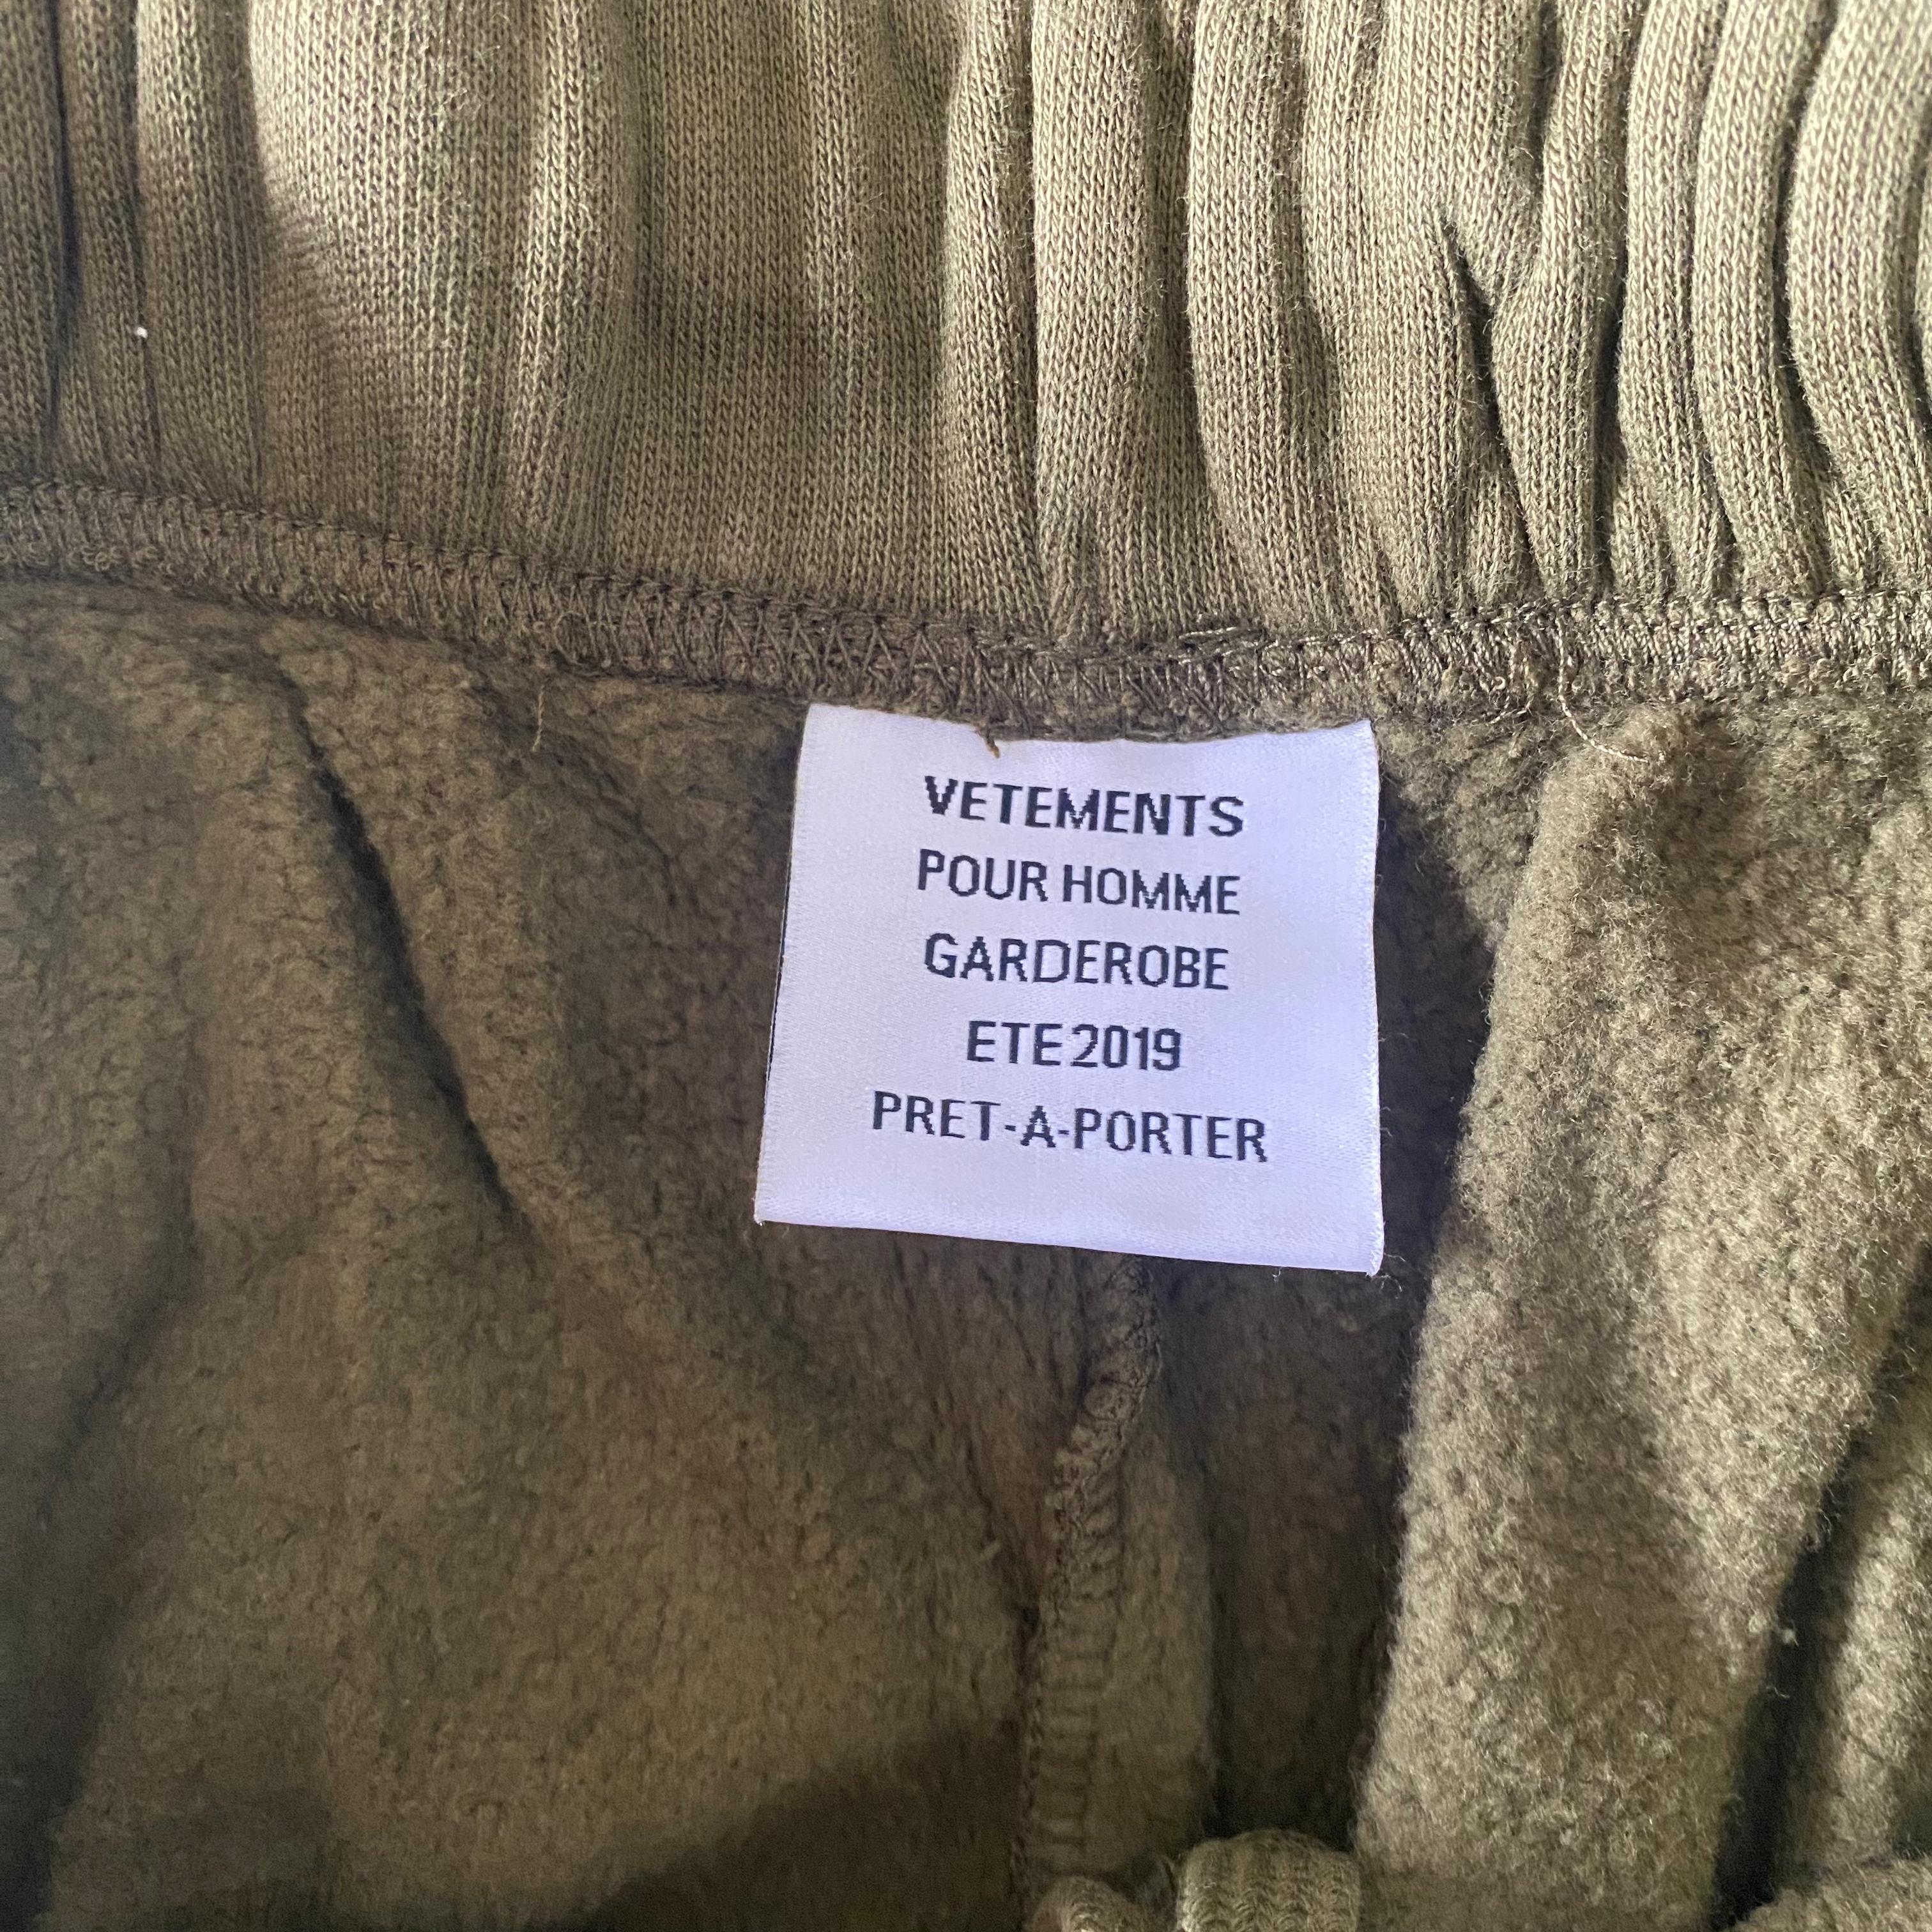 VETEMENTS
POUR HOMME
GARDEROBE
ETE 2019
PRET-A-PORTER